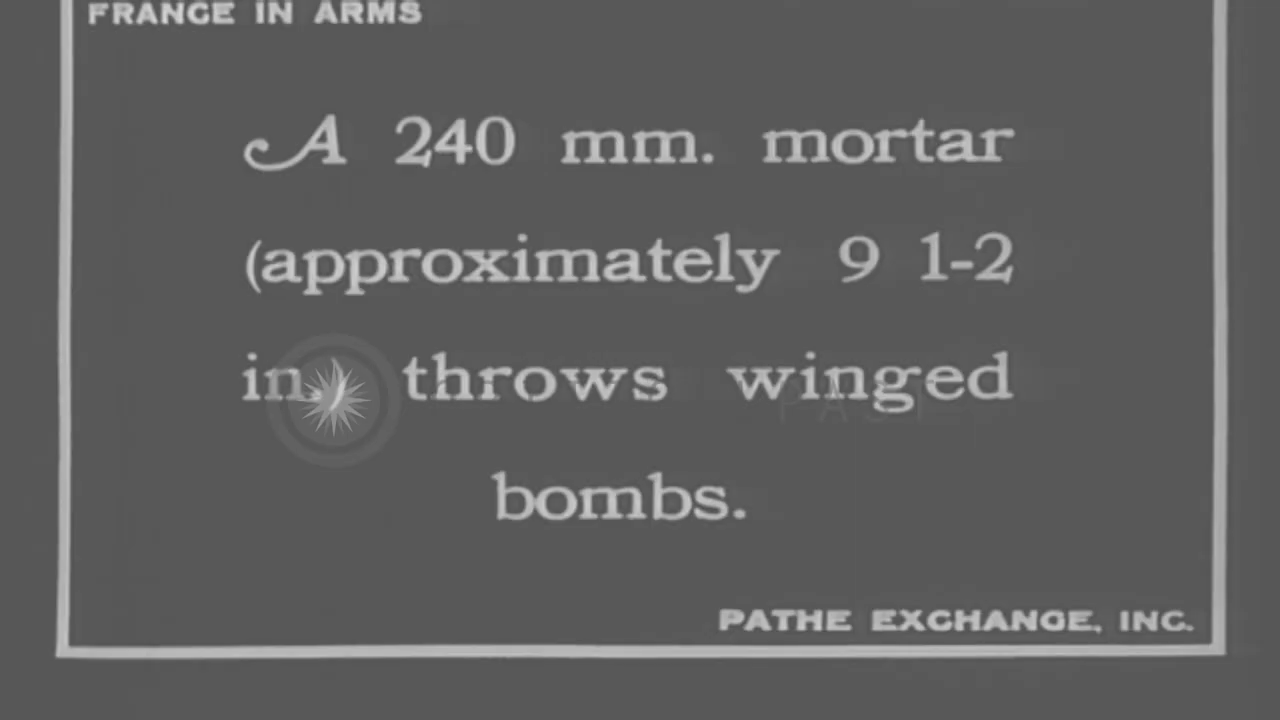 FRANCE IN ARMS
A 240 mm. mortar
(approximately 9 1-2
in) throws winged
bombs.
PATHE EXCHANGE, INC.